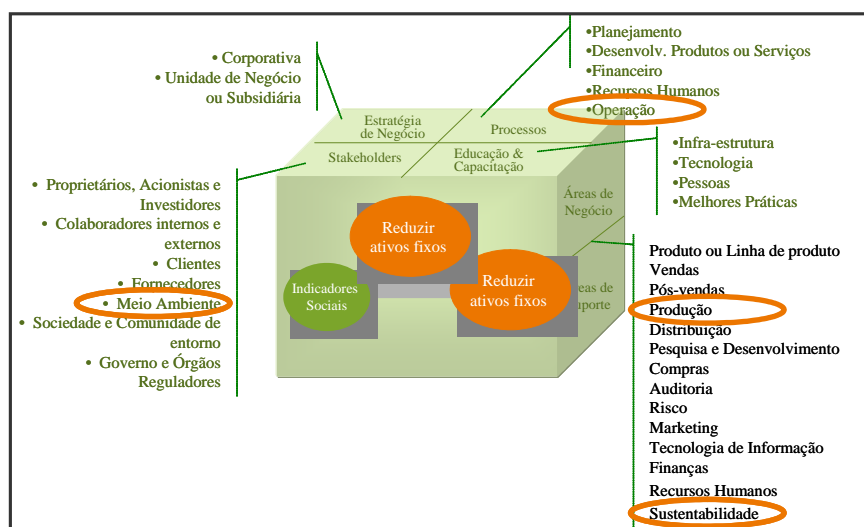 • Corporativa
• Unidade de Negócio
ou Subsidiária
•Planejamento
•Desenvolv. Produtos ou Serviços
•Financeiro
•Recursos Humanos
•Operação
Estratégia
de Negócio
Processos
Stakeholders
Educação &
Capacitação
•Infra-estrutura
•Tecnologia
•Pessoas
•Melhores Práticas
• Proprietários, Acionistas e
Investidores
• Colaboradores internos e
externos
• Clientes
• Fornecedores
• Meio Ambiente
• Sociedade e Comunidade de
entorno
• Governo e Órgãos
Reguladores
Áreas de
Negócio
Reduzir
ativos fixos
Indicadores
Sociais
Reduzir
ativos fixos
de
Produto ou Linha de produto
Vendas
Pós-vendas
Produção
Distribuição
Pesquisa e Desenvolvimento
Compras
Auditoria
Risco
Marketing
Tecnologia de Informação
Finanças
Recursos Humanos
Sustentabilidade